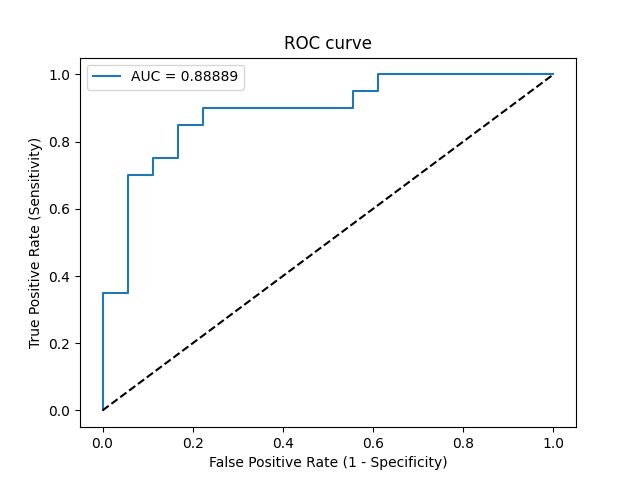 ROC curve
AUC = 0.88889
1.0
0.8
0.6
0.4
0.2
0.0
True Positive Rate (Sensitivity)
0.0 0.2 0.4 0.6 0.8 1.0
False Positive Rate (1 - Specificity)